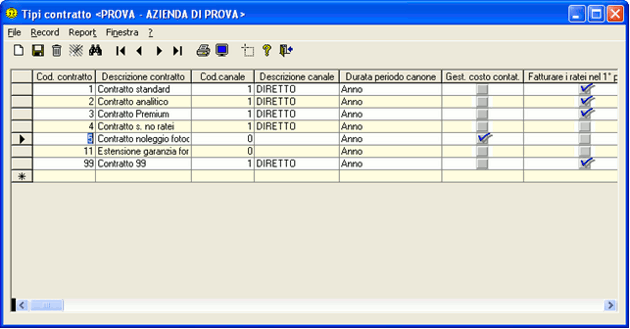 Tipi contratto <PROVA - AZIENDA DI PROVA>
File Record Report Finestra ?
Cod. contratto Descrizione contratto Cod.canale Descrizione canale Durata periodo canone Gest. costo contat. Fatturare i ratei nel 1° p
1 Contratto standard 1 DIRETTO Anno
2 Contratto analitico 1 DIRETTO Anno
3 Contratto Premium 1 DIRETTO Anno
4 Contratto s. no ratei 1 DIRETTO Anno
5 Contratto noleggio fotoc 0 Anno
11 Estensione garanzia for 0 Anno
99 Contratto 99 1 DIRETTO Anno